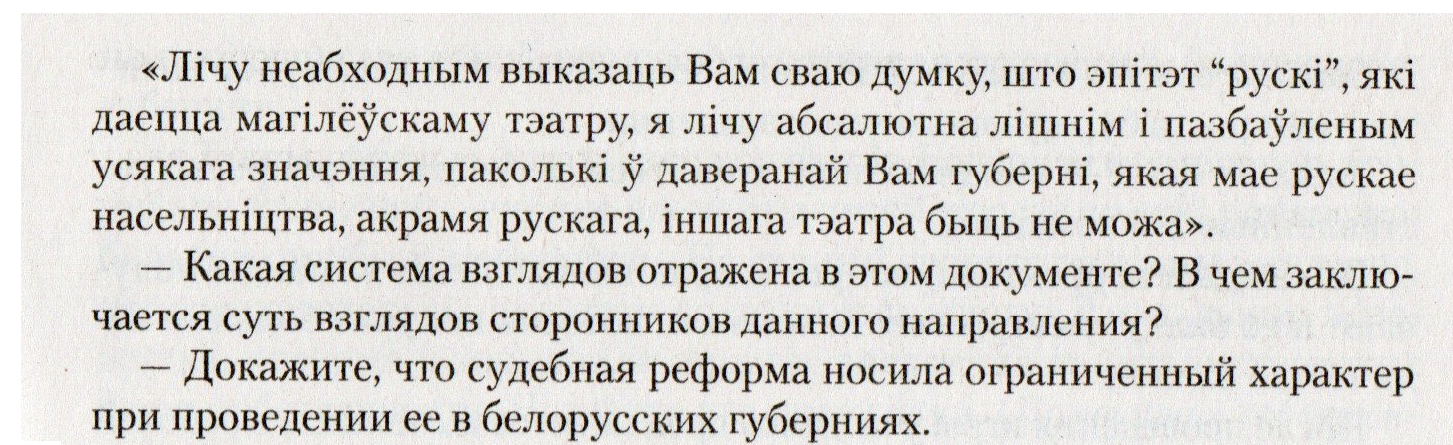 «Лічу неабходным выказаць Вам сваю думку, што эпітэт “рускі”, які
даецца магілёўскаму тэатру, я лічу абсалютна лішнім і пазбаўленым
усякага значэння, паколькі ў даверанай Вам губерні, якая мае рускае
насельніцтва, акрамя рускага, іншага тэатра быць не можа».
— Какая система взглядов отражена в этом документе? В чем заклю-
чается суть взглядов сторонников данного направления?
— Докажите, что судебная реформа носила ограниченный характер
при проведении ее в белорусских губерниях.